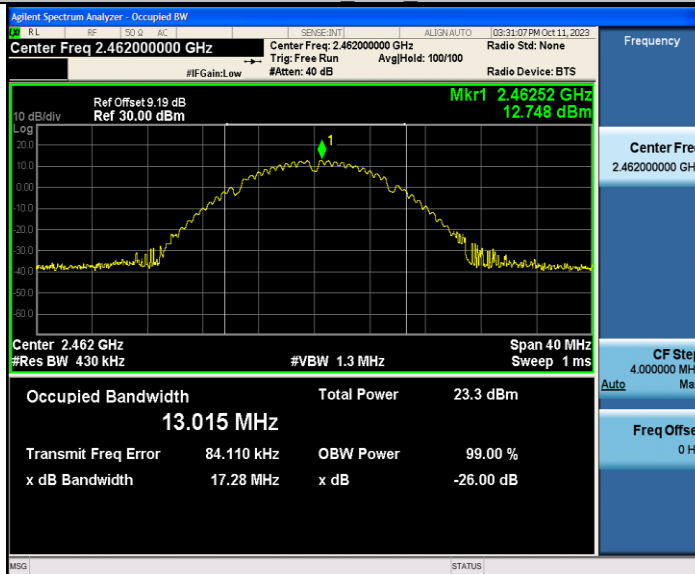 Agilent Spectrum Analyzer - Occupied BW
RL RF 50 Ω AC SENSE:INT ALIGN AUTO 03:31:07 PM Oct 11, 2023
Center Freq 2.462000000 GHz
Center Freq: 2.462000000 GHz
Radio Std: None
Trig: Free Run Avg|Hold: 100/100
#IFGain:Low #Atten: 40 dB Radio Device: BTS
Mkr1 2.46252 GHz
12.748 dBm
Ref Offset 9.19 dB
10 dB/div Ref 30.00 dBm
Log
20.0
1
10.0
0.00
-10.0
-20.0
-30.0
-40.0
-50.0
-60.0
Center 2.462 GHz Span 40 MHz
#Res BW 430 kHz #VBW 1.3 MHz Sweep 1 ms
Occupied Bandwidth Total Power 23.3 dBm
13.015 MHz
Transmit Freq Error 84.110 kHz OBW Power 99.00 %
x dB Bandwidth 17.28 MHz x dB -26.00 dB
MSG STATUS
Frequency
Center Fre
2.462000000 GH
CF Step
4.000000 MH
Auto Ma
Freq Offse
0 H